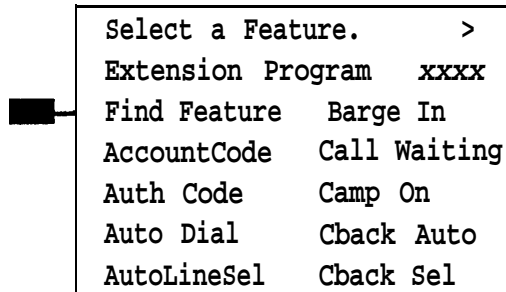 Select a Feature. >
Extension Program xxxx
Find Feature Barge In
AccountCode Call Waiting
Auth Code Camp On
Auto Dial Cback Auto
AutoLineSel Cback Sel